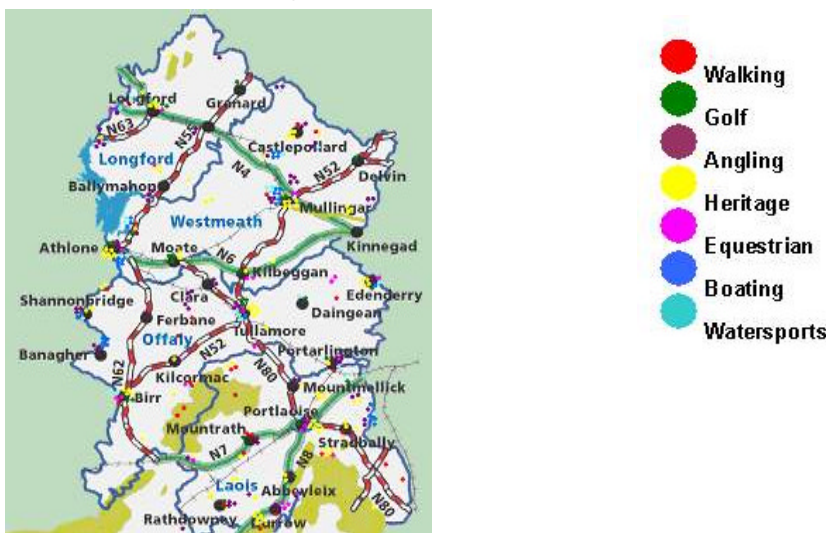 Longford
Grenard
N63
N55
Castlepollard
Longford
N4
N52
Delvin
Ballymahon
Mullingar
Westmeath
Athlone
Moate
N6
Kinnegad
Kilbeggan
Clara
Edenderry
Shannonbridge
Ferbane
Daingean
Tullamore
Offaly
Banagher
N52
Portarlington
N62
Kilcormac
N80
Mountmellick
Birr
Portlaoise
Mountrath
Stradbally
N7
N8
Laois
Abbeyleix
N80
Rathdowney
Durrow
Walking
Golf
Angling
Heritage
Equestrian
Boating
Watersports